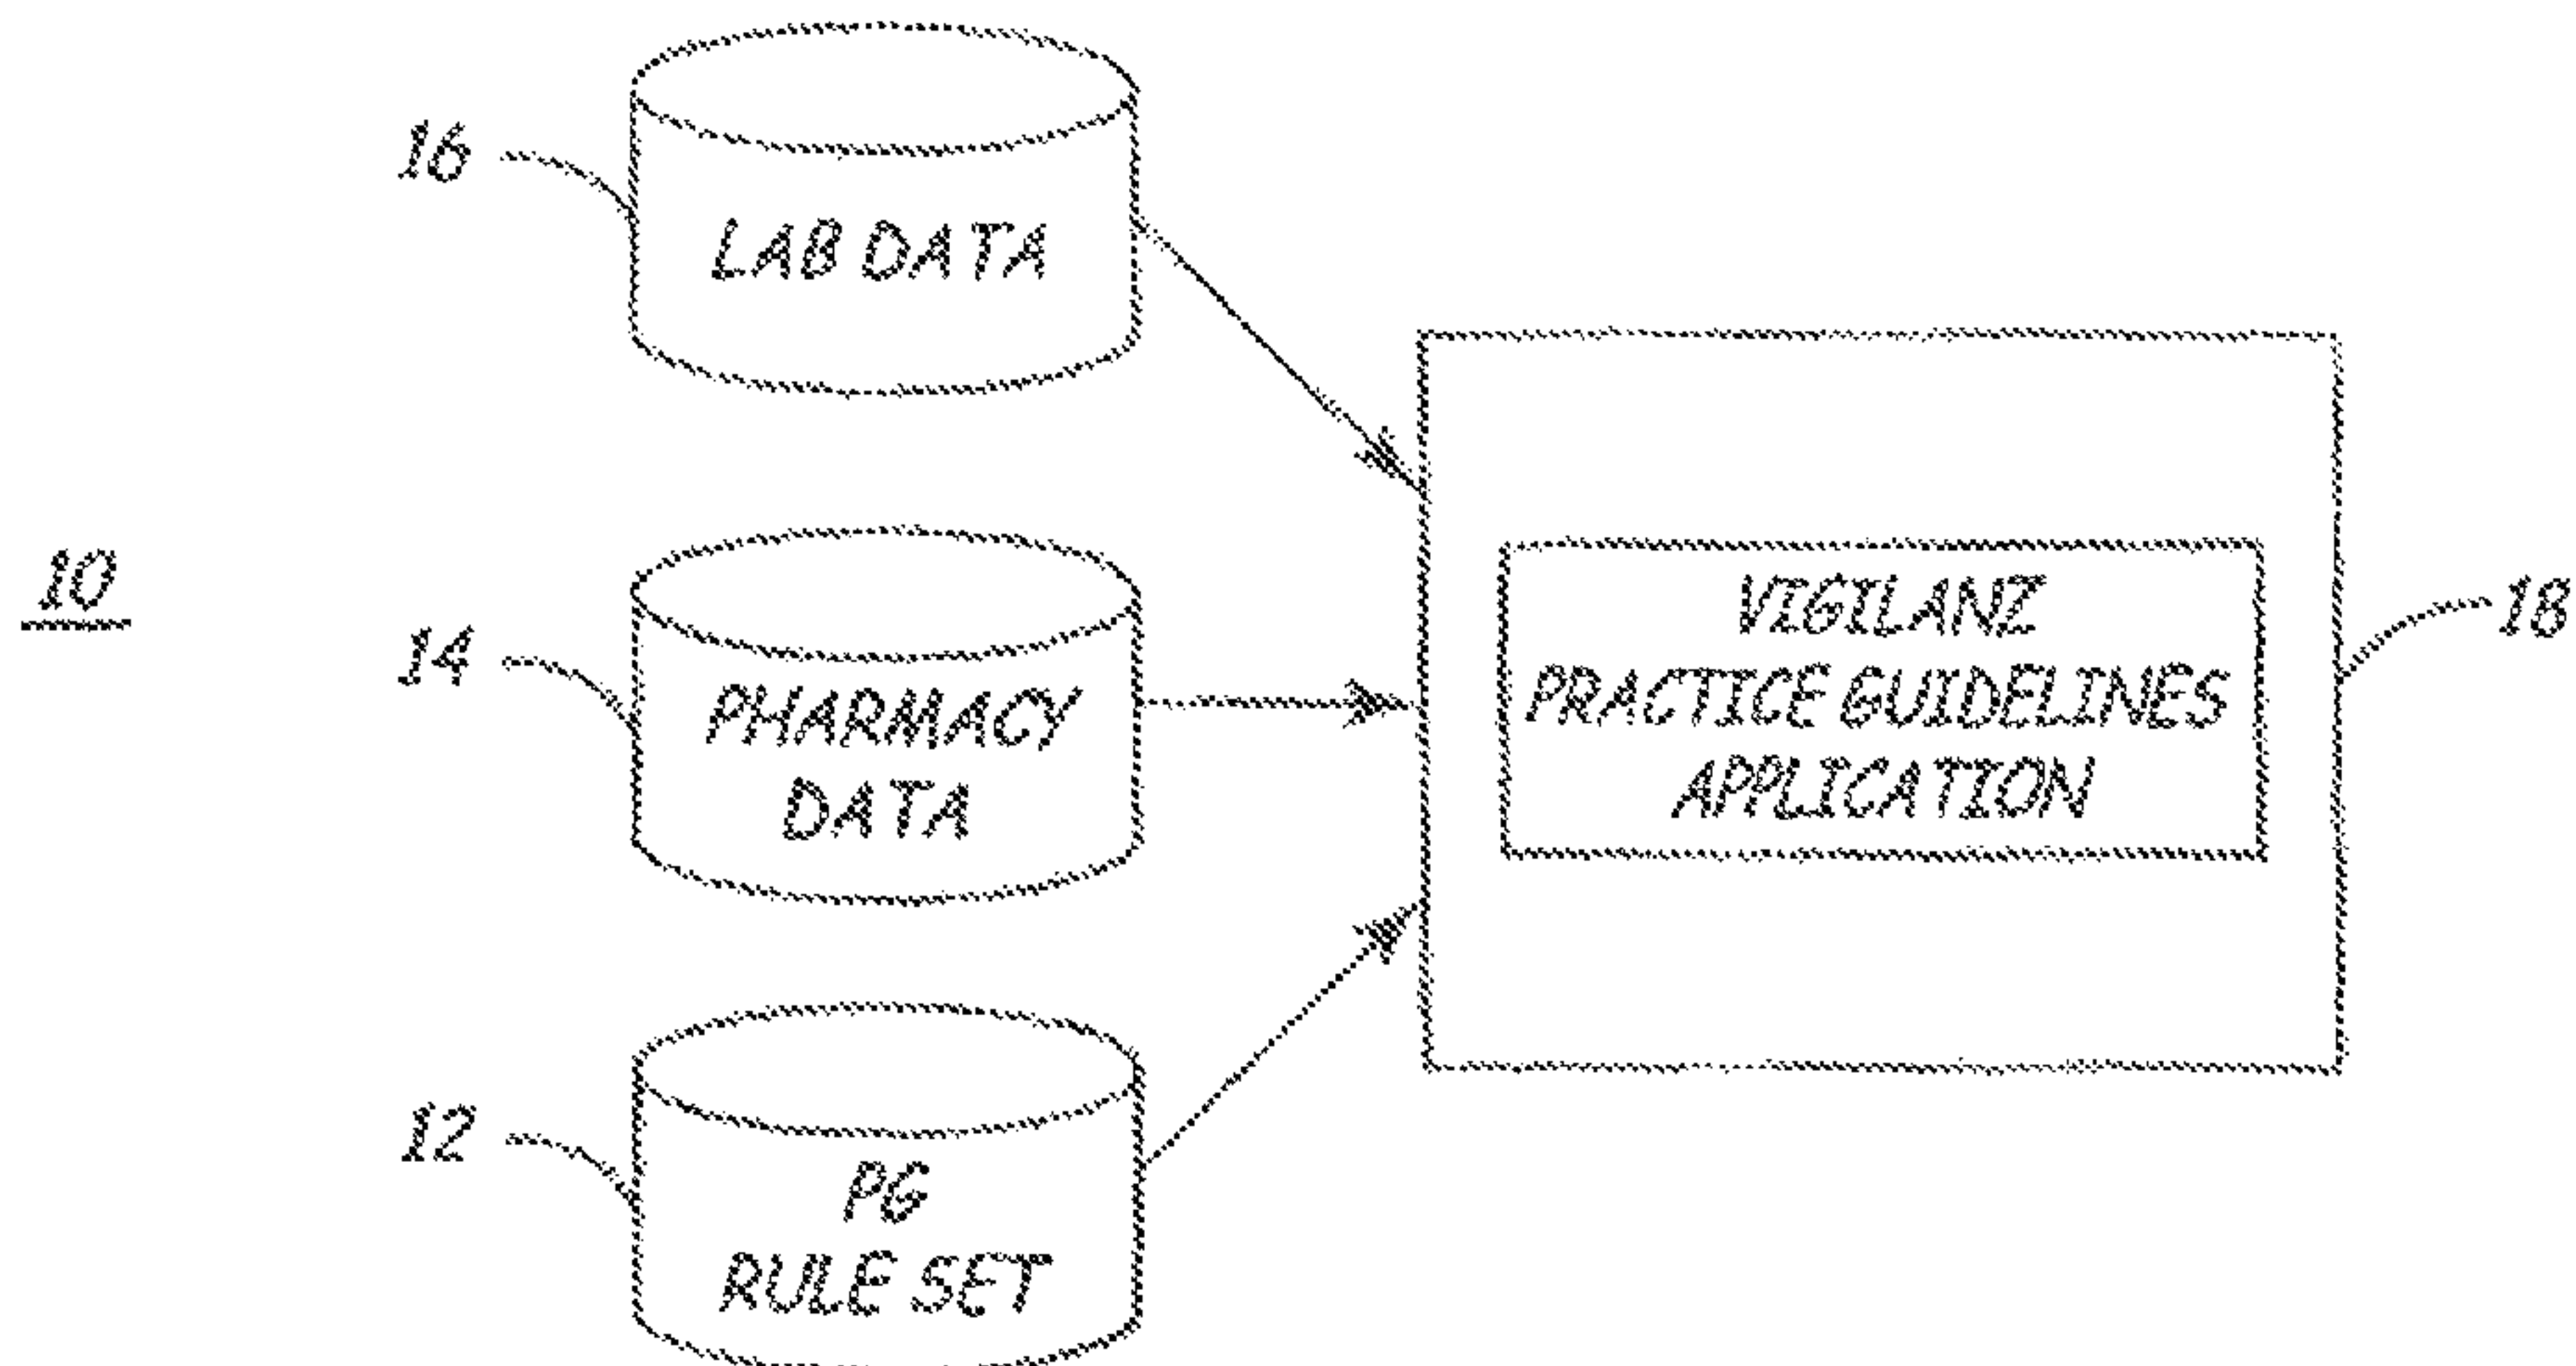 16
LAB DATA
10
14
PHARMACY
DATA
VIGILANZ
PRACTICE GUIDELINES
APPLICATION
18
12
PG
RULE SET